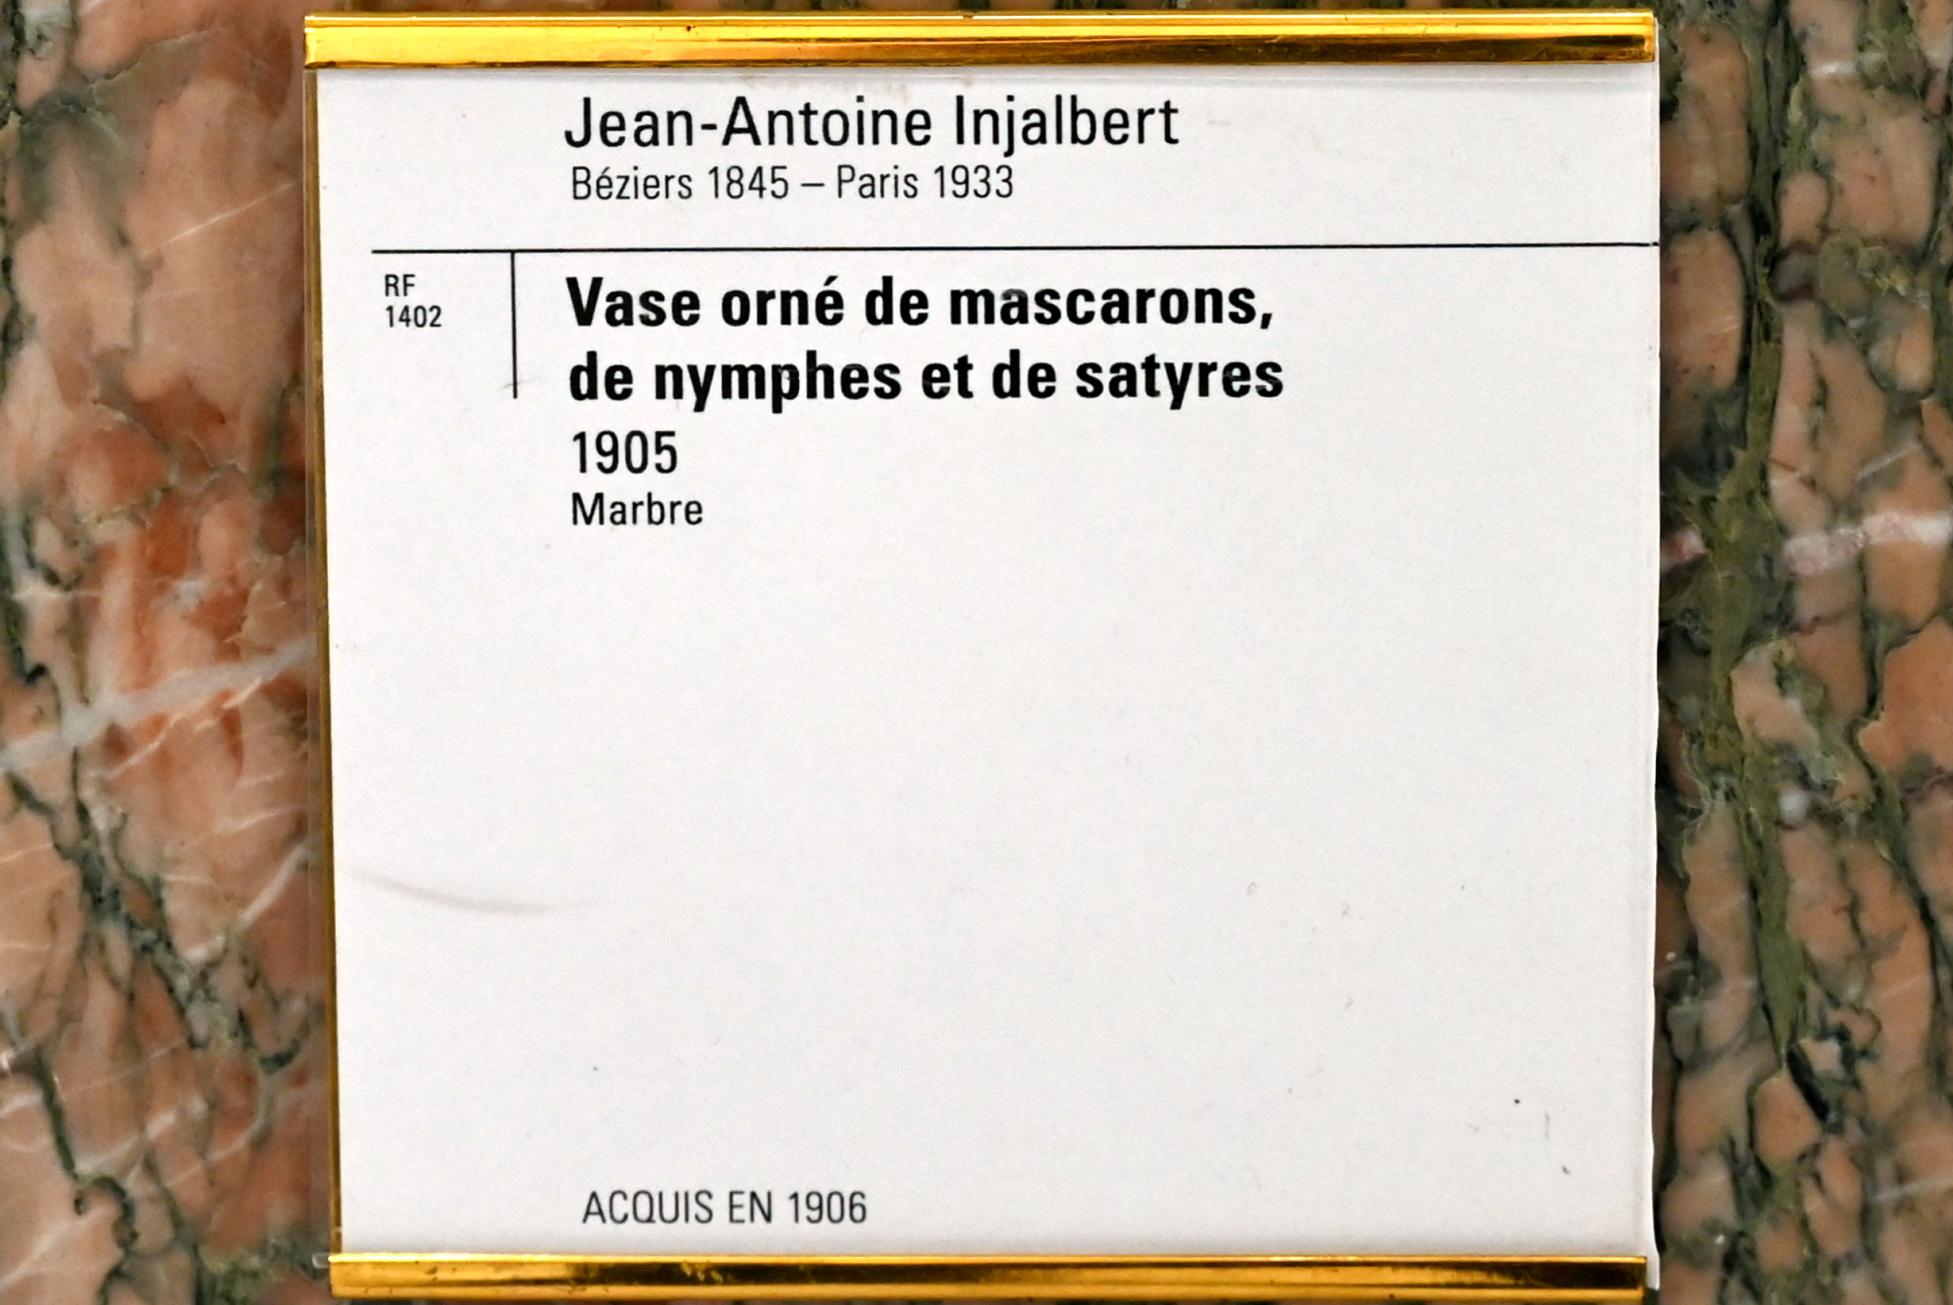 Jean-Antoine Injalbert
Béziers 1845 – Paris 1933
RF
1402
Vase orné de mascarons,
de nymphes et de satyres
1905
Marbre
ACQUIS EN 1906